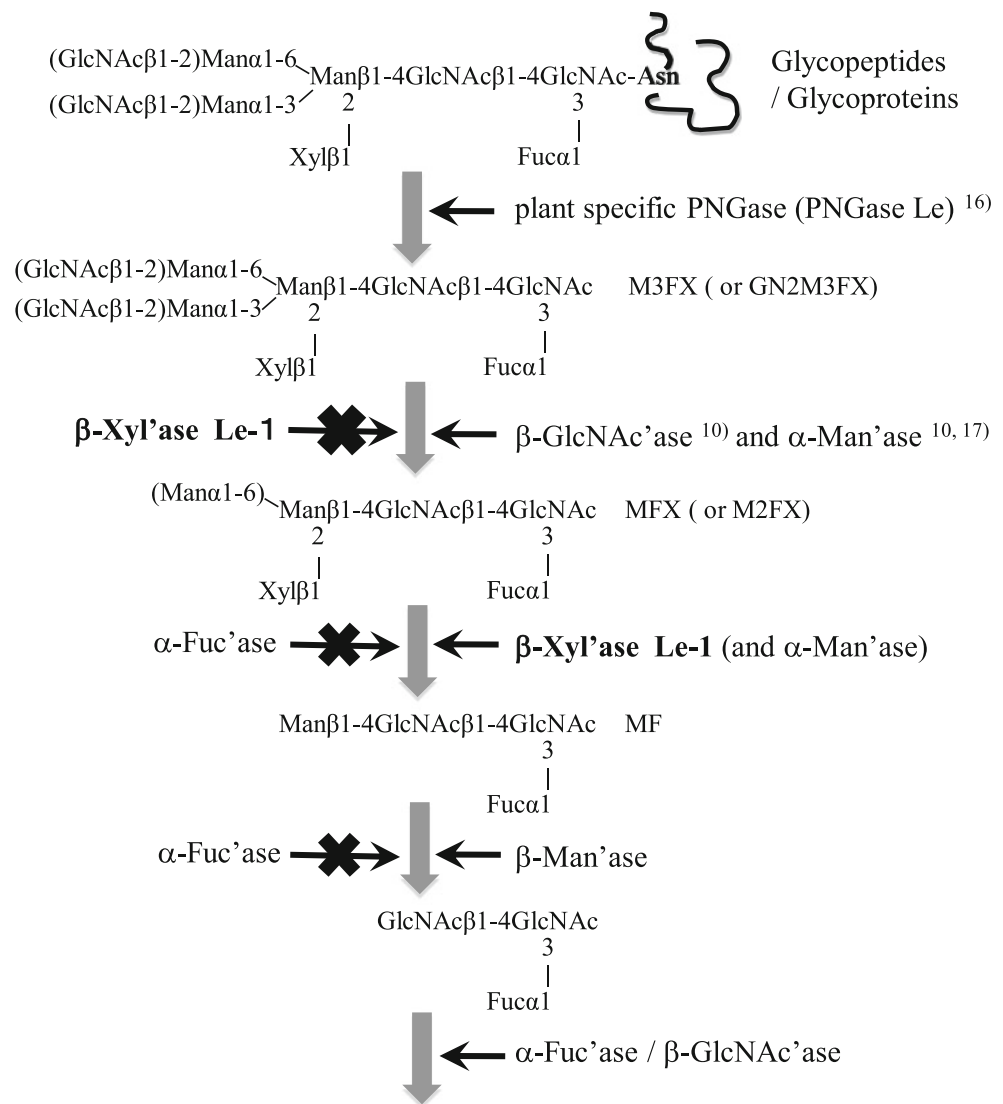 (GlcNAcβ1-2)Manα1-6
Manβ1-4GlcNAcβ1-4GlcNAc-Asn
(GlcNAcβ1-2)Manα1-3
2
3
Xylβ1
Fucα1
Glycopeptides
/ Glycoproteins
plant specific PNGase (PNGase Le) 16)
(GlcNAcβ1-2)Manα1-6
Manβ1-4GlcNAcβ1-4GlcNAc
M3FX ( or GN2M3FX)
(GlcNAcβ1-2)Manα1-3
2
3
Xylβ1
Fucα1
β-Xyl’ase Le-1
β-GlcNAc’ase 10) and α-Man’ase 10, 17)
(Manα1-6)
Manβ1-4GlcNAcβ1-4GlcNAc
MFX ( or M2FX)
2
3
Xylβ1
Fucα1
α-Fuc’ase
β-Xyl’ase Le-1 (and α-Man’ase)
Manβ1-4GlcNAcβ1-4GlcNAc
MF
3
Fucα1
α-Fuc’ase
β-Man’ase
GlcNAcβ1-4GlcNAc
3
Fucα1
α-Fuc’ase / β-GlcNAc’ase